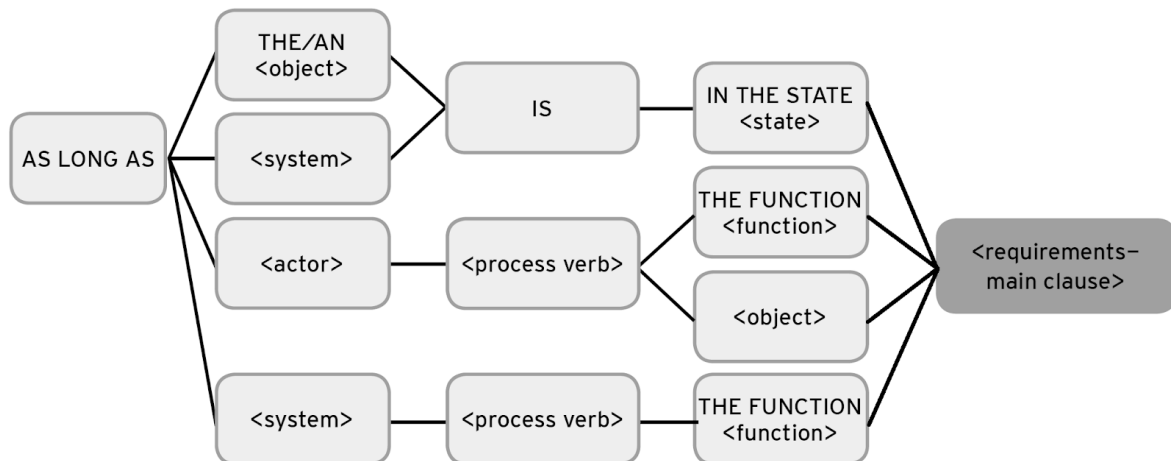 THE/AN
<object>
IS
IN THE STATE
<state>
AS LONG AS
<system>
THE FUNCTION
<function>
<actor>
<process verb>
<requirements–
main clause>
<object>
<system>
<process verb>
THE FUNCTION
<function>